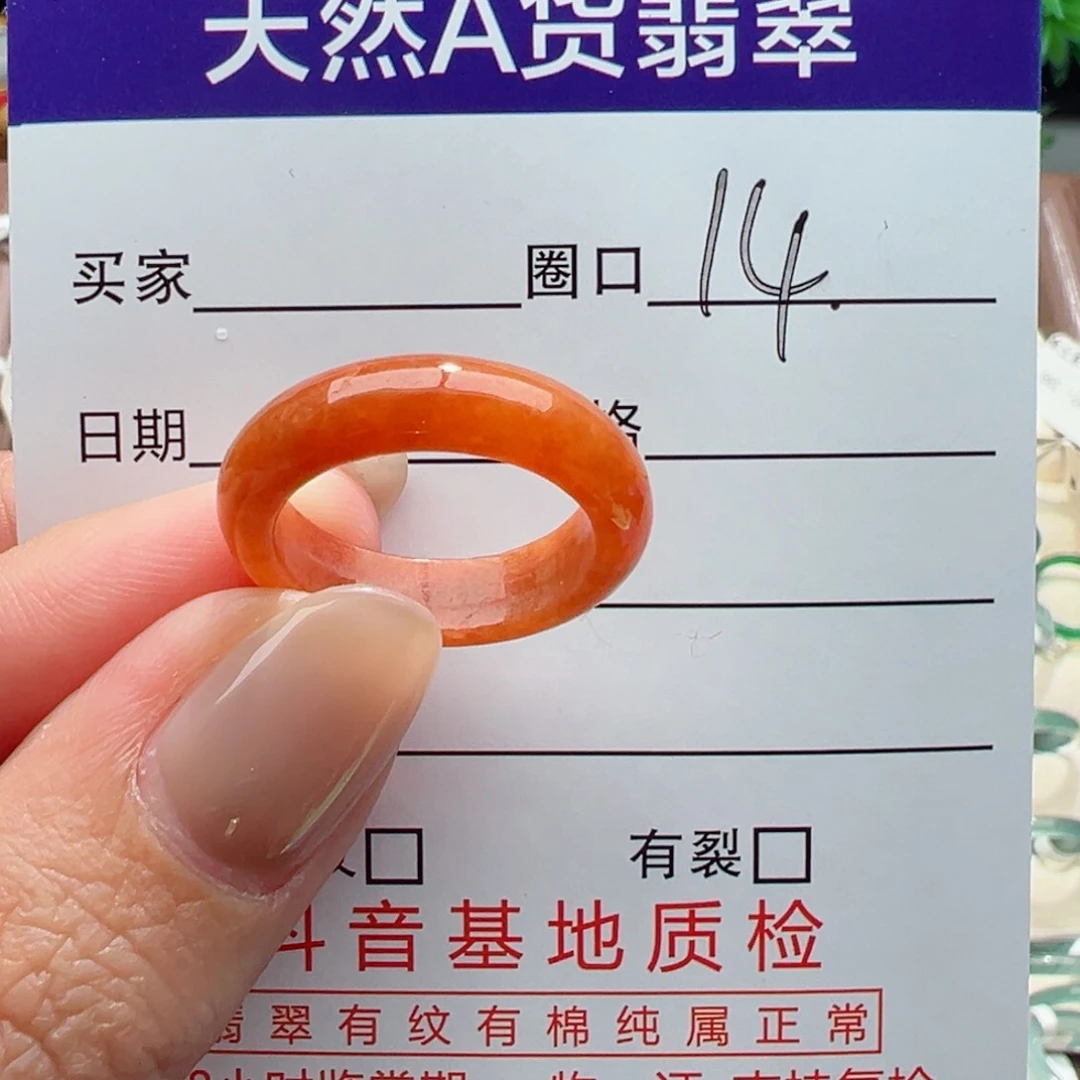 天然A货翡翠
买家 圈口 14.
日期 格
有裂
抖音基地质检
翡翠有纹有棉纯属正常